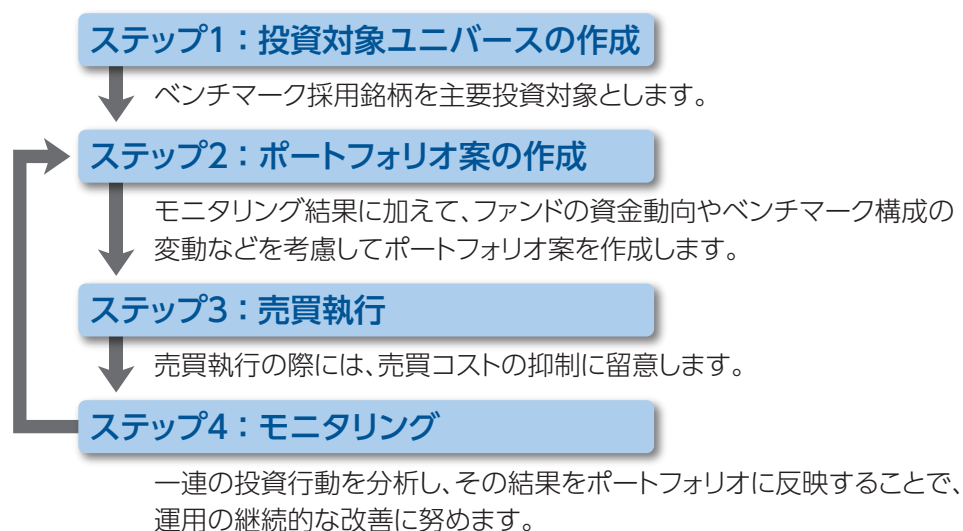 ステップ1：投資対象ユニバースの作成
ベンチマーク採用銘柄を主要投資対象とします。
ステップ2：ポートフォリオ案の作成
モニタリング結果に加えて、ファンドの資金動向やベンチマーク構成の
変動などを考慮してポートフォリオ案を作成します。
ステップ3：売買執行
売買執行の際には、売買コストの抑制に留意します。
ステップ4：モニタリング
一連の投資行動を分析し、その結果をポートフォリオに反映することで、
運用の継続的な改善に努めます。